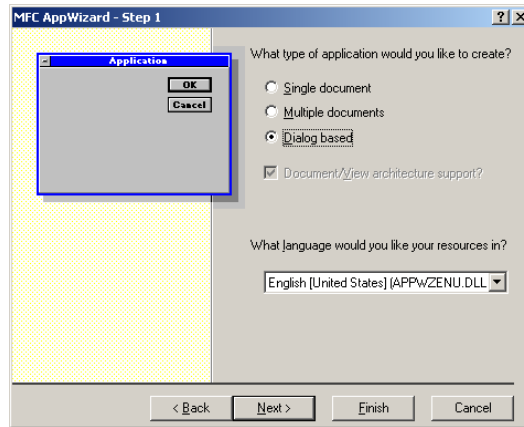 MFC AppWizard - Step 1
Application
OK
Cancel
What type of application would you like to create?
Single document
Multiple documents
Dialog based
Document/View architecture support?
What language would you like your resources in?
English [United States] (APPWZENU.DLL
< Back
Next >
Finish
Cancel